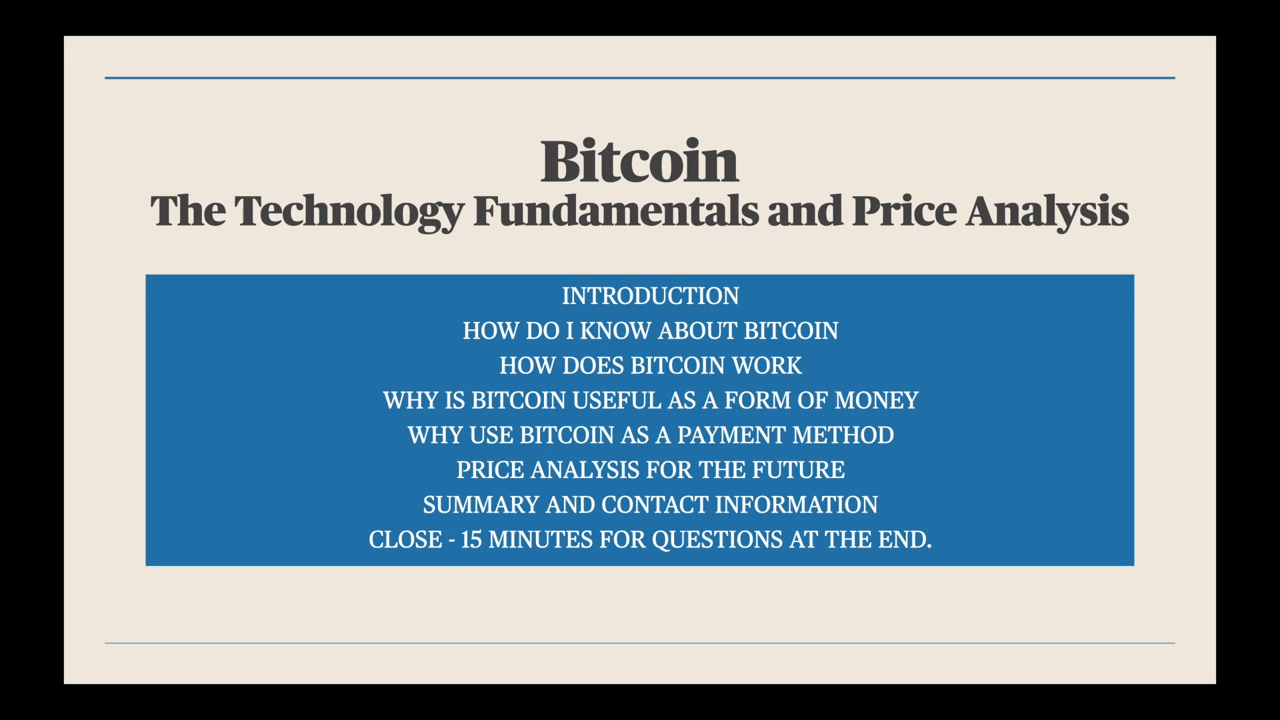 Bitcoin
The Technology Fundamentals and Price Analysis
INTRODUCTION
HOW DO I KNOW ABOUT BITCOIN
HOW DOES BITCOIN WORK
WHY IS BITCOIN USEFUL AS A FORM OF MONEY
WHY USE BITCOIN AS A PAYMENT METHOD
PRICE ANALYSIS FOR THE FUTURE
SUMMARY AND CONTACT INFORMATION
CLOSE - 15 MINUTES FOR QUESTIONS AT THE END.